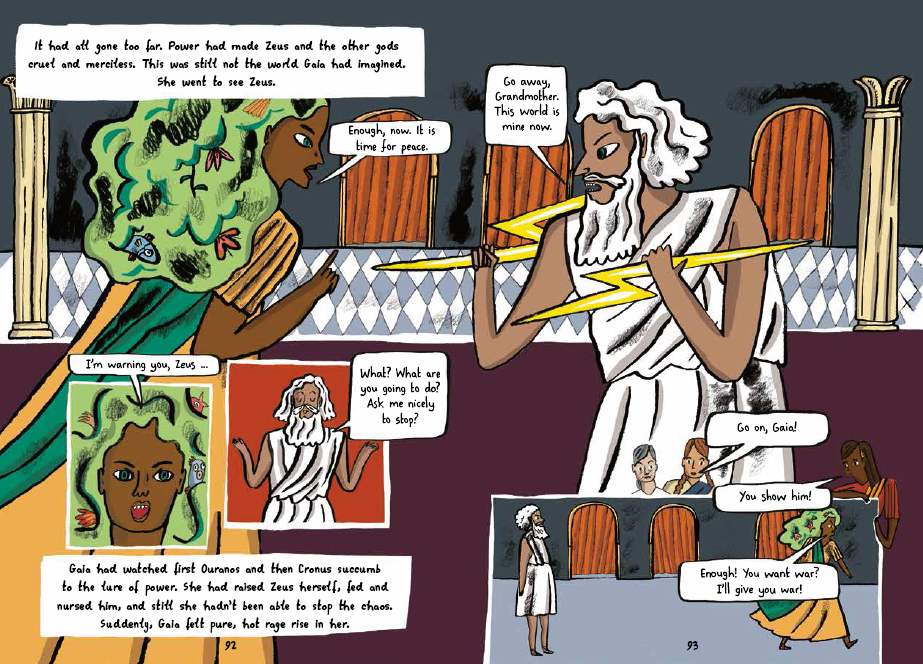 It had all gone too far. Power had made Zeus and the other gods
cruel and merciless. This was still not the world Gaia had imagined.
She went to see Zeus.
Enough, now. It is
time for peace.
Go away,
Grandmother.
This world is
mine now.
I'm warning you, Zeus ...
What? What are
you going to do?
Ask me nicely
to stop?
Gaia had watched first Ouranos and then Cronus succumb
to the lure of power. She had raised Zeus herself, fed and
nursed him, and still she hadn't been able to stop the chaos.
Suddenly, Gaia felt pure, hot rage rise in her.
92
Go on, Gaia!
You show him!
Enough! You want war?
I'll give you war!
93